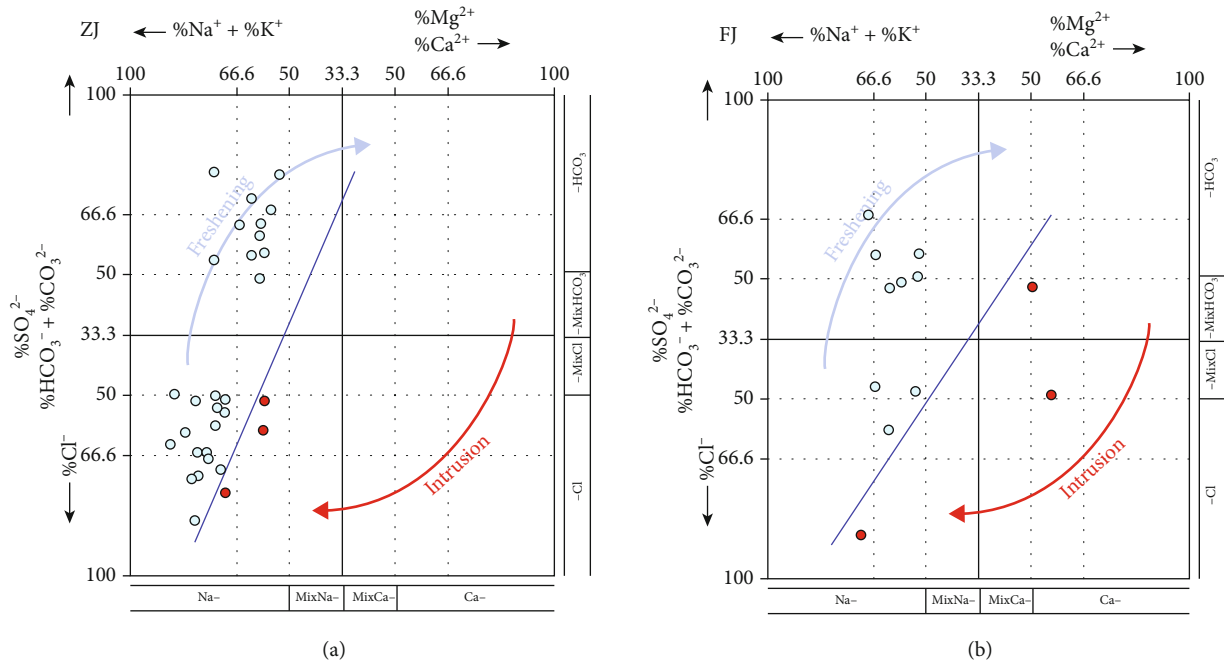 ZJ
%Na⁺ + %K⁺
%Mg²⁺
%Ca²⁺
100 66.6 50 33.3 50 66.6 100
100
66.6
50
33.3
50
66.6
100
%SO₄²⁻
%HCO₃⁻ + %CO₃²⁻
%Cl⁻
Freshening
Intrusion
–HCO₃
–MixHCO₃
–MixCl
–Cl
Na– MixNa– MixCa– Ca–
(a)
FJ
%Na⁺ + %K⁺
%Mg²⁺
%Ca²⁺
100 66.6 50 33.3 50 66.6 100
100
66.6
50
33.3
50
66.6
100
%SO₄²⁻
%HCO₃⁻ + %CO₃²⁻
%Cl⁻
Freshening
Intrusion
–HCO₃
–MixHCO₃
–MixCl
–Cl
Na– MixNa– MixCa– Ca–
(b)